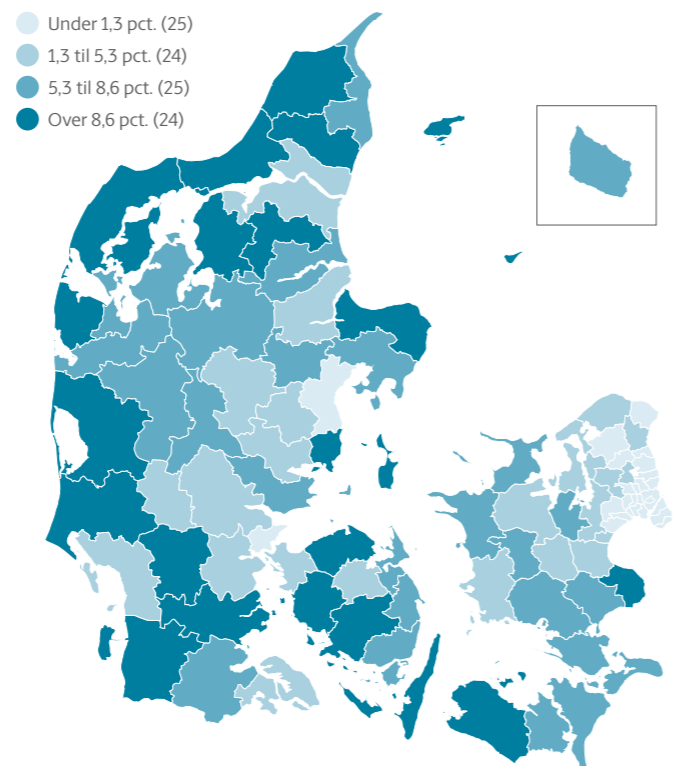 Under 1,3 pct. (25)
1,3 til 5,3 pct. (24)
5,3 til 8,6 pct. (25)
Over 8,6 pct. (24)